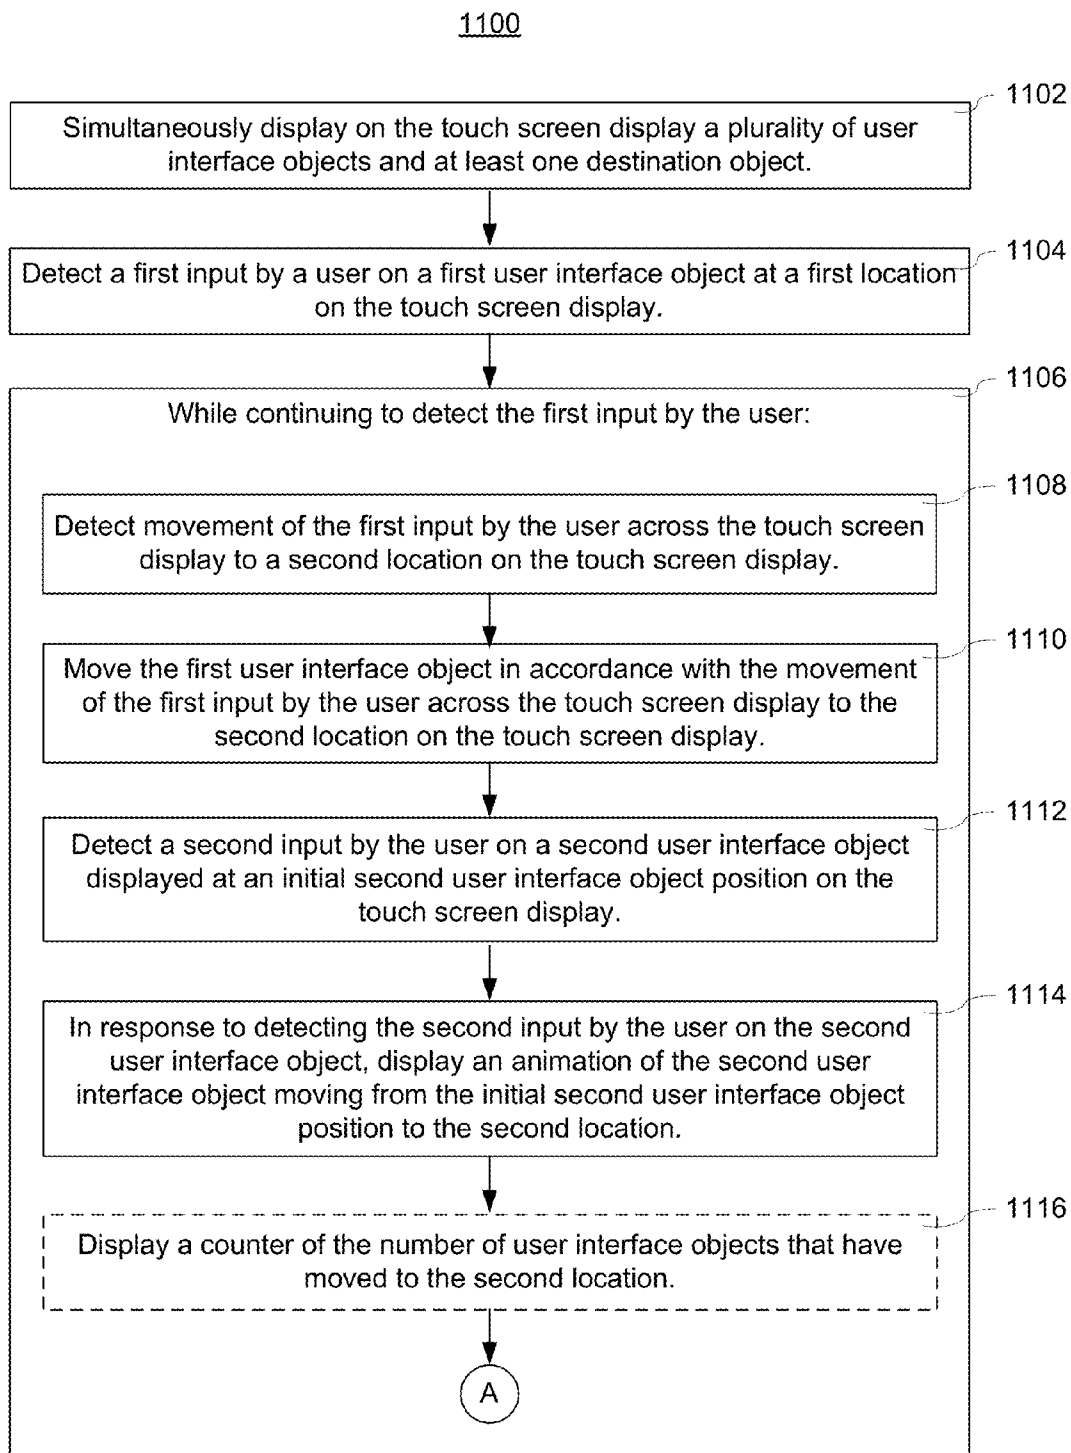 1100
1102
Simultaneously display on the touch screen display a plurality of user
interface objects and at least one destination object.
1104
Detect a first input by a user on a first user interface object at a first location
on the touch screen display.
1106
While continuing to detect the first input by the user:
1108
Detect movement of the first input by the user across the touch screen
display to a second location on the touch screen display.
1110
Move the first user interface object in accordance with the movement
of the first input by the user across the touch screen display to the
second location on the touch screen display.
1112
Detect a second input by the user on a second user interface object
displayed at an initial second user interface object position on the
touch screen display.
1114
In response to detecting the second input by the user on the second
user interface object, display an animation of the second user
interface object moving from the initial second user interface object
position to the second location.
1116
Display a counter of the number of user interface objects that have
moved to the second location.
A